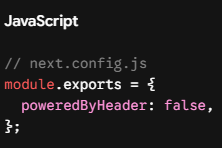 JavaScript
// next.config.js
module.exports = {
  poweredByHeader: false,
};